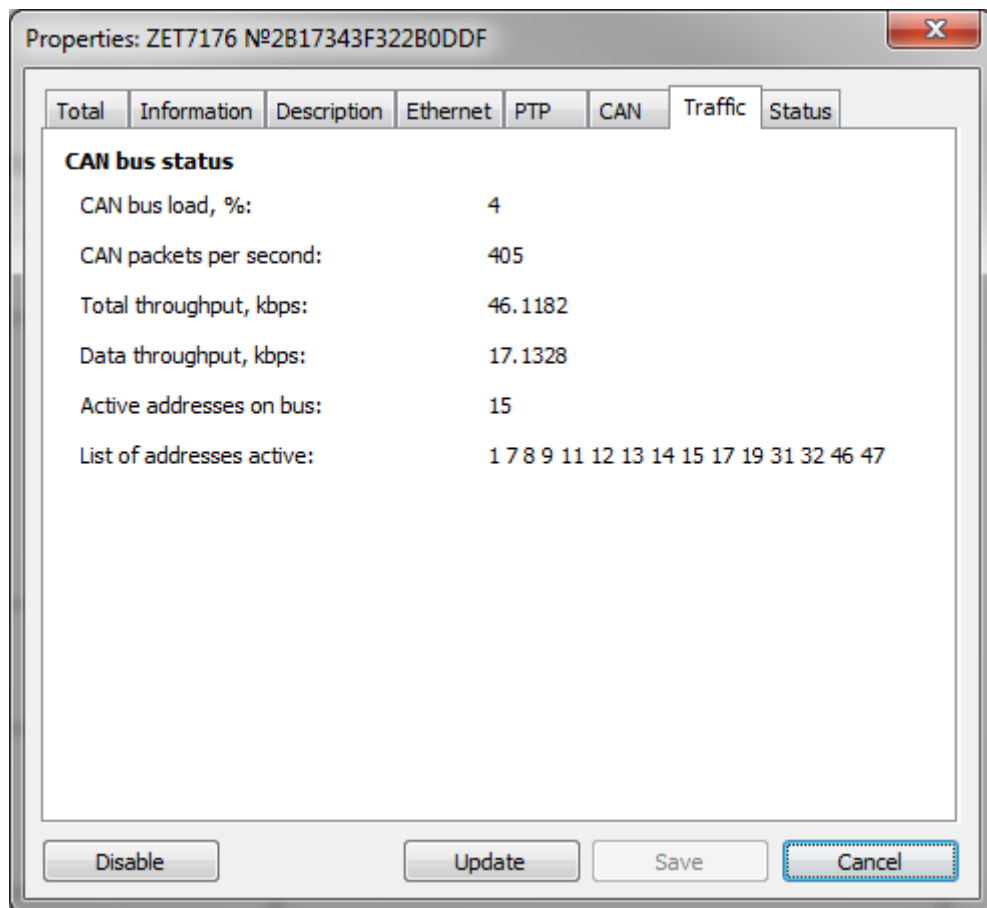 Properties: ZET7176 №2B17343F322B0DDF
Total Information Description Ethernet PTP CAN Traffic Status
CAN bus status
CAN bus load, %: 4
CAN packets per second: 405
Total throughput, kbps: 46.1182
Data throughput, kbps: 17.1328
Active addresses on bus: 15
List of addresses active: 1 7 8 9 11 12 13 14 15 17 19 31 32 46 47
Disable Update Save Cancel